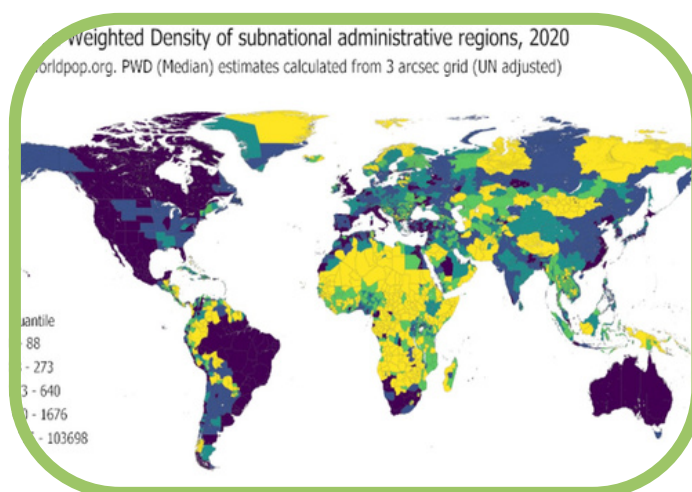 Weighted Density of subnational administrative regions, 2020
orldpop.org. PWD (Median) estimates calculated from 3 arcsec grid (UN adjusted)
uantile
88
- 273
3 - 640
0 - 1676
- 103698